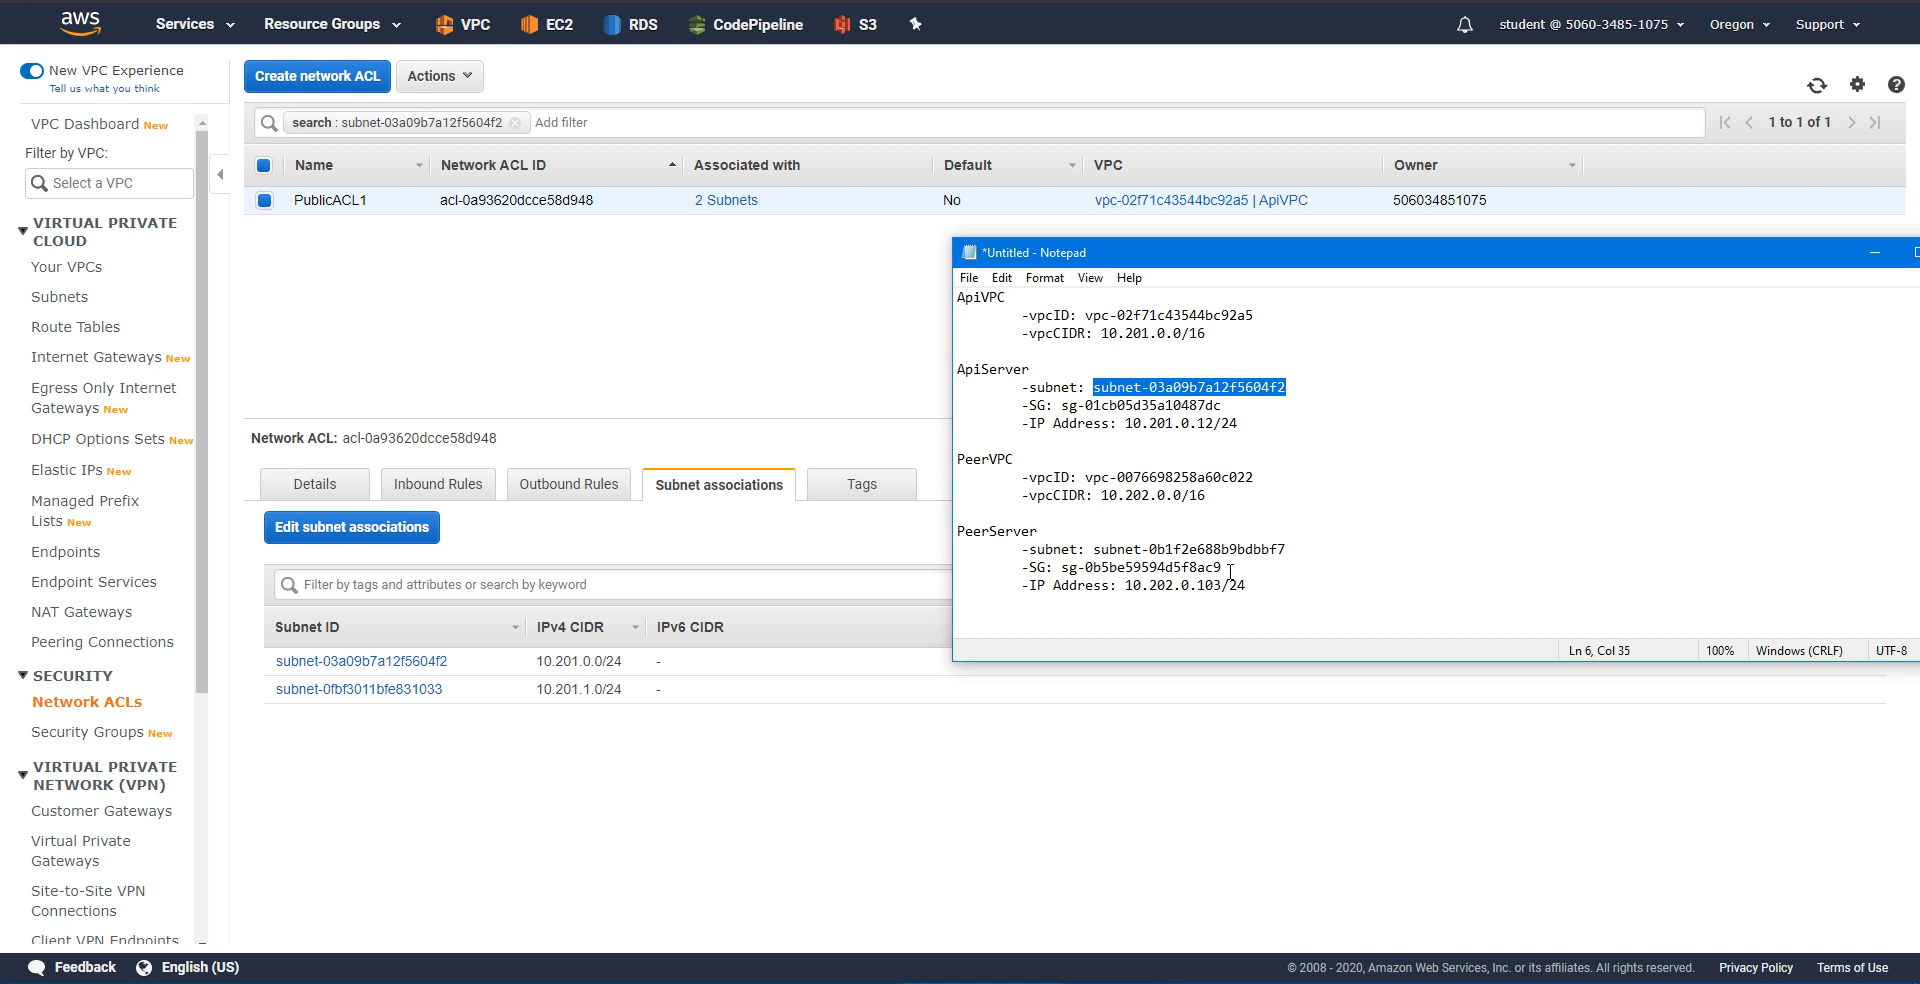 aws Services Resource Groups VPC EC2 RDS CodePipeline S3 student @ 5060-3485-1075 Oregon Support
New VPC Experience
Tell us what you think
VPC Dashboard New
Filter by VPC:
Select a VPC
VIRTUAL PRIVATE
CLOUD
Your VPCs
Subnets
Route Tables
Internet Gateways New
Egress Only Internet
Gateways New
DHCP Options Sets New
Elastic IPs New
Managed Prefix
Lists New
Endpoints
Endpoint Services
NAT Gateways
Peering Connections
SECURITY
Network ACLs
Security Groups New
VIRTUAL PRIVATE
NETWORK (VPN)
Customer Gateways
Virtual Private
Gateways
Site-to-Site VPN
Connections
Client VPN Endpoints
Create network ACL Actions
search : subnet-03a09b7a12f5604f2 Add filter 1 to 1 of 1
Name Network ACL ID Associated with Default VPC Owner
PublicACL1 acl-0a93620dcce58d948 2 Subnets No vpc-02f71c43544bc92a5 | ApiVPC 506034851075
Network ACL: acl-0a93620dcce58d948
Details Inbound Rules Outbound Rules Subnet associations Tags
Edit subnet associations
Filter by tags and attributes or search by keyword
Subnet ID IPv4 CIDR IPv6 CIDR
subnet-03a09b7a12f5604f2 10.201.0.0/24 -
subnet-0fbf3011bfe831033 10.201.1.0/24 -
*Untitled - Notepad
File Edit Format View Help
ApiVPC
-vpcID: vpc-02f71c43544bc92a5
-vpcCIDR: 10.201.0.0/16
ApiServer
-subnet: subnet-03a09b7a12f5604f2
-SG: sg-01cb05d35a10487dc
-IP Address: 10.201.0.12/24
PeerVPC
-vpcID: vpc-0076698258a60c022
-vpcCIDR: 10.202.0.0/16
PeerServer
-subnet: subnet-0b1f2e688b9bdbbf7
-SG: sg-0b5be59594d5f8ac9
-IP Address: 10.202.0.103/24
Ln 6, Col 35 100% Windows (CRLF) UTF-8
Feedback English (US) © 2008 - 2020, Amazon Web Services, Inc. or its affiliates. All rights reserved. Privacy Policy Terms of Use